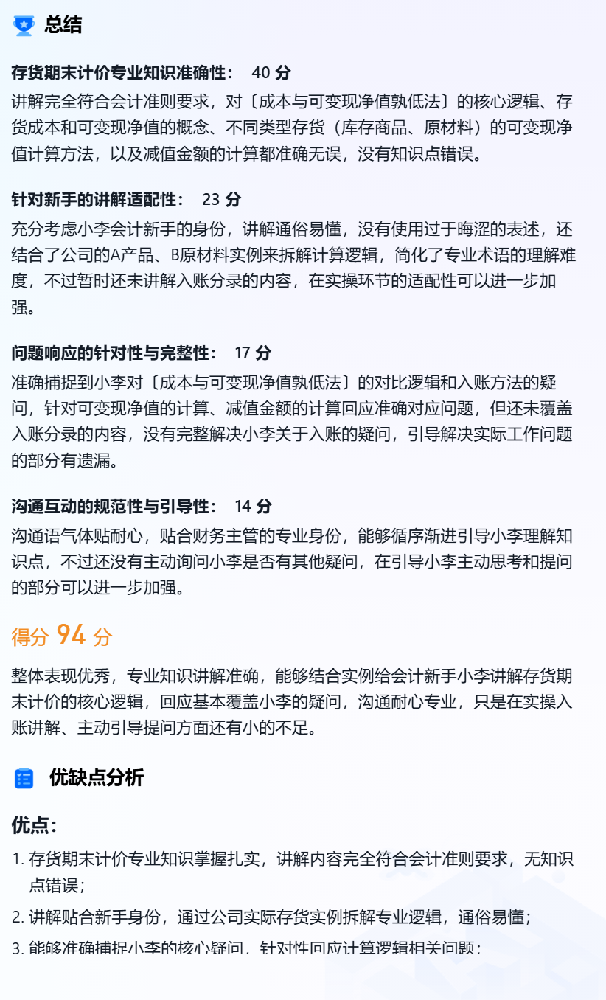 总结
存货期末计价专业知识准确性： 40 分
讲解完全符合会计准则要求，对〔成本与可变现净值孰低法〕的核心逻辑、存
货成本和可变现净值的概念、不同类型存货（库存商品、原材料）的可变现净
值计算方法，以及减值金额的计算都准确无误，没有知识点错误。
针对新手的讲解适配性： 23 分
充分考虑小李会计新手的身份，讲解通俗易懂，没有使用过于晦涩的表述，还
结合了公司的A产品、B原材料实例来拆解计算逻辑，简化了专业术语的理解难
度，不过暂时还未讲解入账分录的内容，在实操环节的适配性可以进一步加
强。
问题响应的针对性与完整性： 17 分
准确捕捉到小李对〔成本与可变现净值孰低法〕的对比逻辑和入账方法的疑
问，针对可变现净值的计算、减值金额的计算回应准确对应问题，但还未覆盖
入账分录的内容，没有完整解决小李关于入账的疑问，引导解决实际工作问题
的部分有遗漏。
沟通互动的规范性与引导性： 14 分
沟通语气体贴耐心，贴合财务主管的专业身份，能够循序渐进引导小李理解知
识点，不过还没有主动询问小李是否有其他疑问，在引导小李主动思考和提问
的部分可以进一步加强。
得分 94 分
整体表现优秀，专业知识讲解准确，能够结合实例给会计新手小李讲解存货期
末计价的核心逻辑，回应基本覆盖小李的疑问，沟通耐心专业，只是在实操入
账讲解、主动引导提问方面还有小的不足。
优缺点分析
优点：
1. 存货期末计价专业知识掌握扎实，讲解内容完全符合会计准则要求，无知识
点错误；
2. 讲解贴合新手身份，通过公司实际存货实例拆解专业逻辑，通俗易懂；
3. 能够准确捕捉小李的核心疑问，针对性回应计算逻辑相关问题；